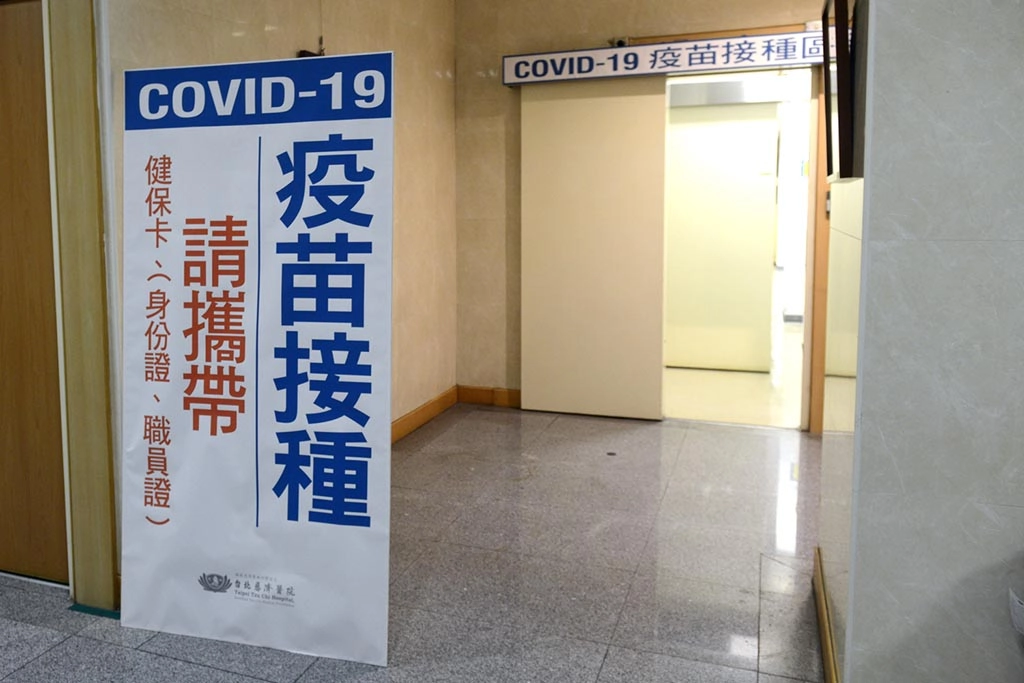 COVID-19
疫苗接種
請攜帶
健保卡、(身份證、職員證)
台北慈濟醫院
Taipei Tzu Chi Hospital,
COVID-19 疫苗接種區